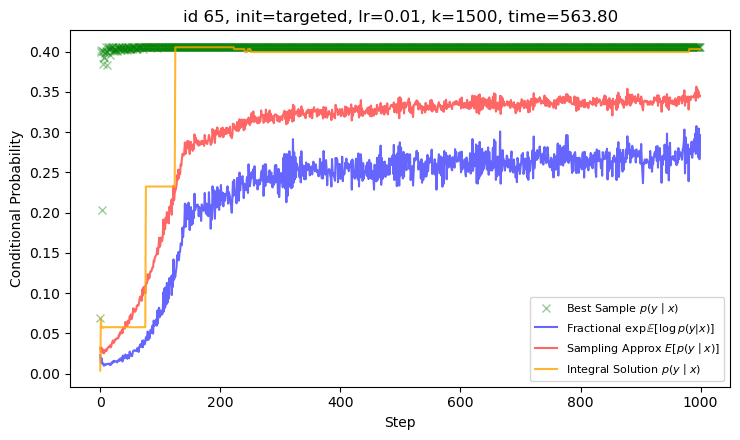 id 65, init=targeted, lr=0.01, k=1500, time=563.80
Conditional Probability
0.40
0.35
0.30
0.25
0.20
0.15
0.10
0.05
0.00
Best Sample p(y | x)
Fractional exp𝔼[log p(y|x)]
Sampling Approx E[p(y | x)]
Integral Solution p(y | x)
0 200 400 600 800 1000
Step